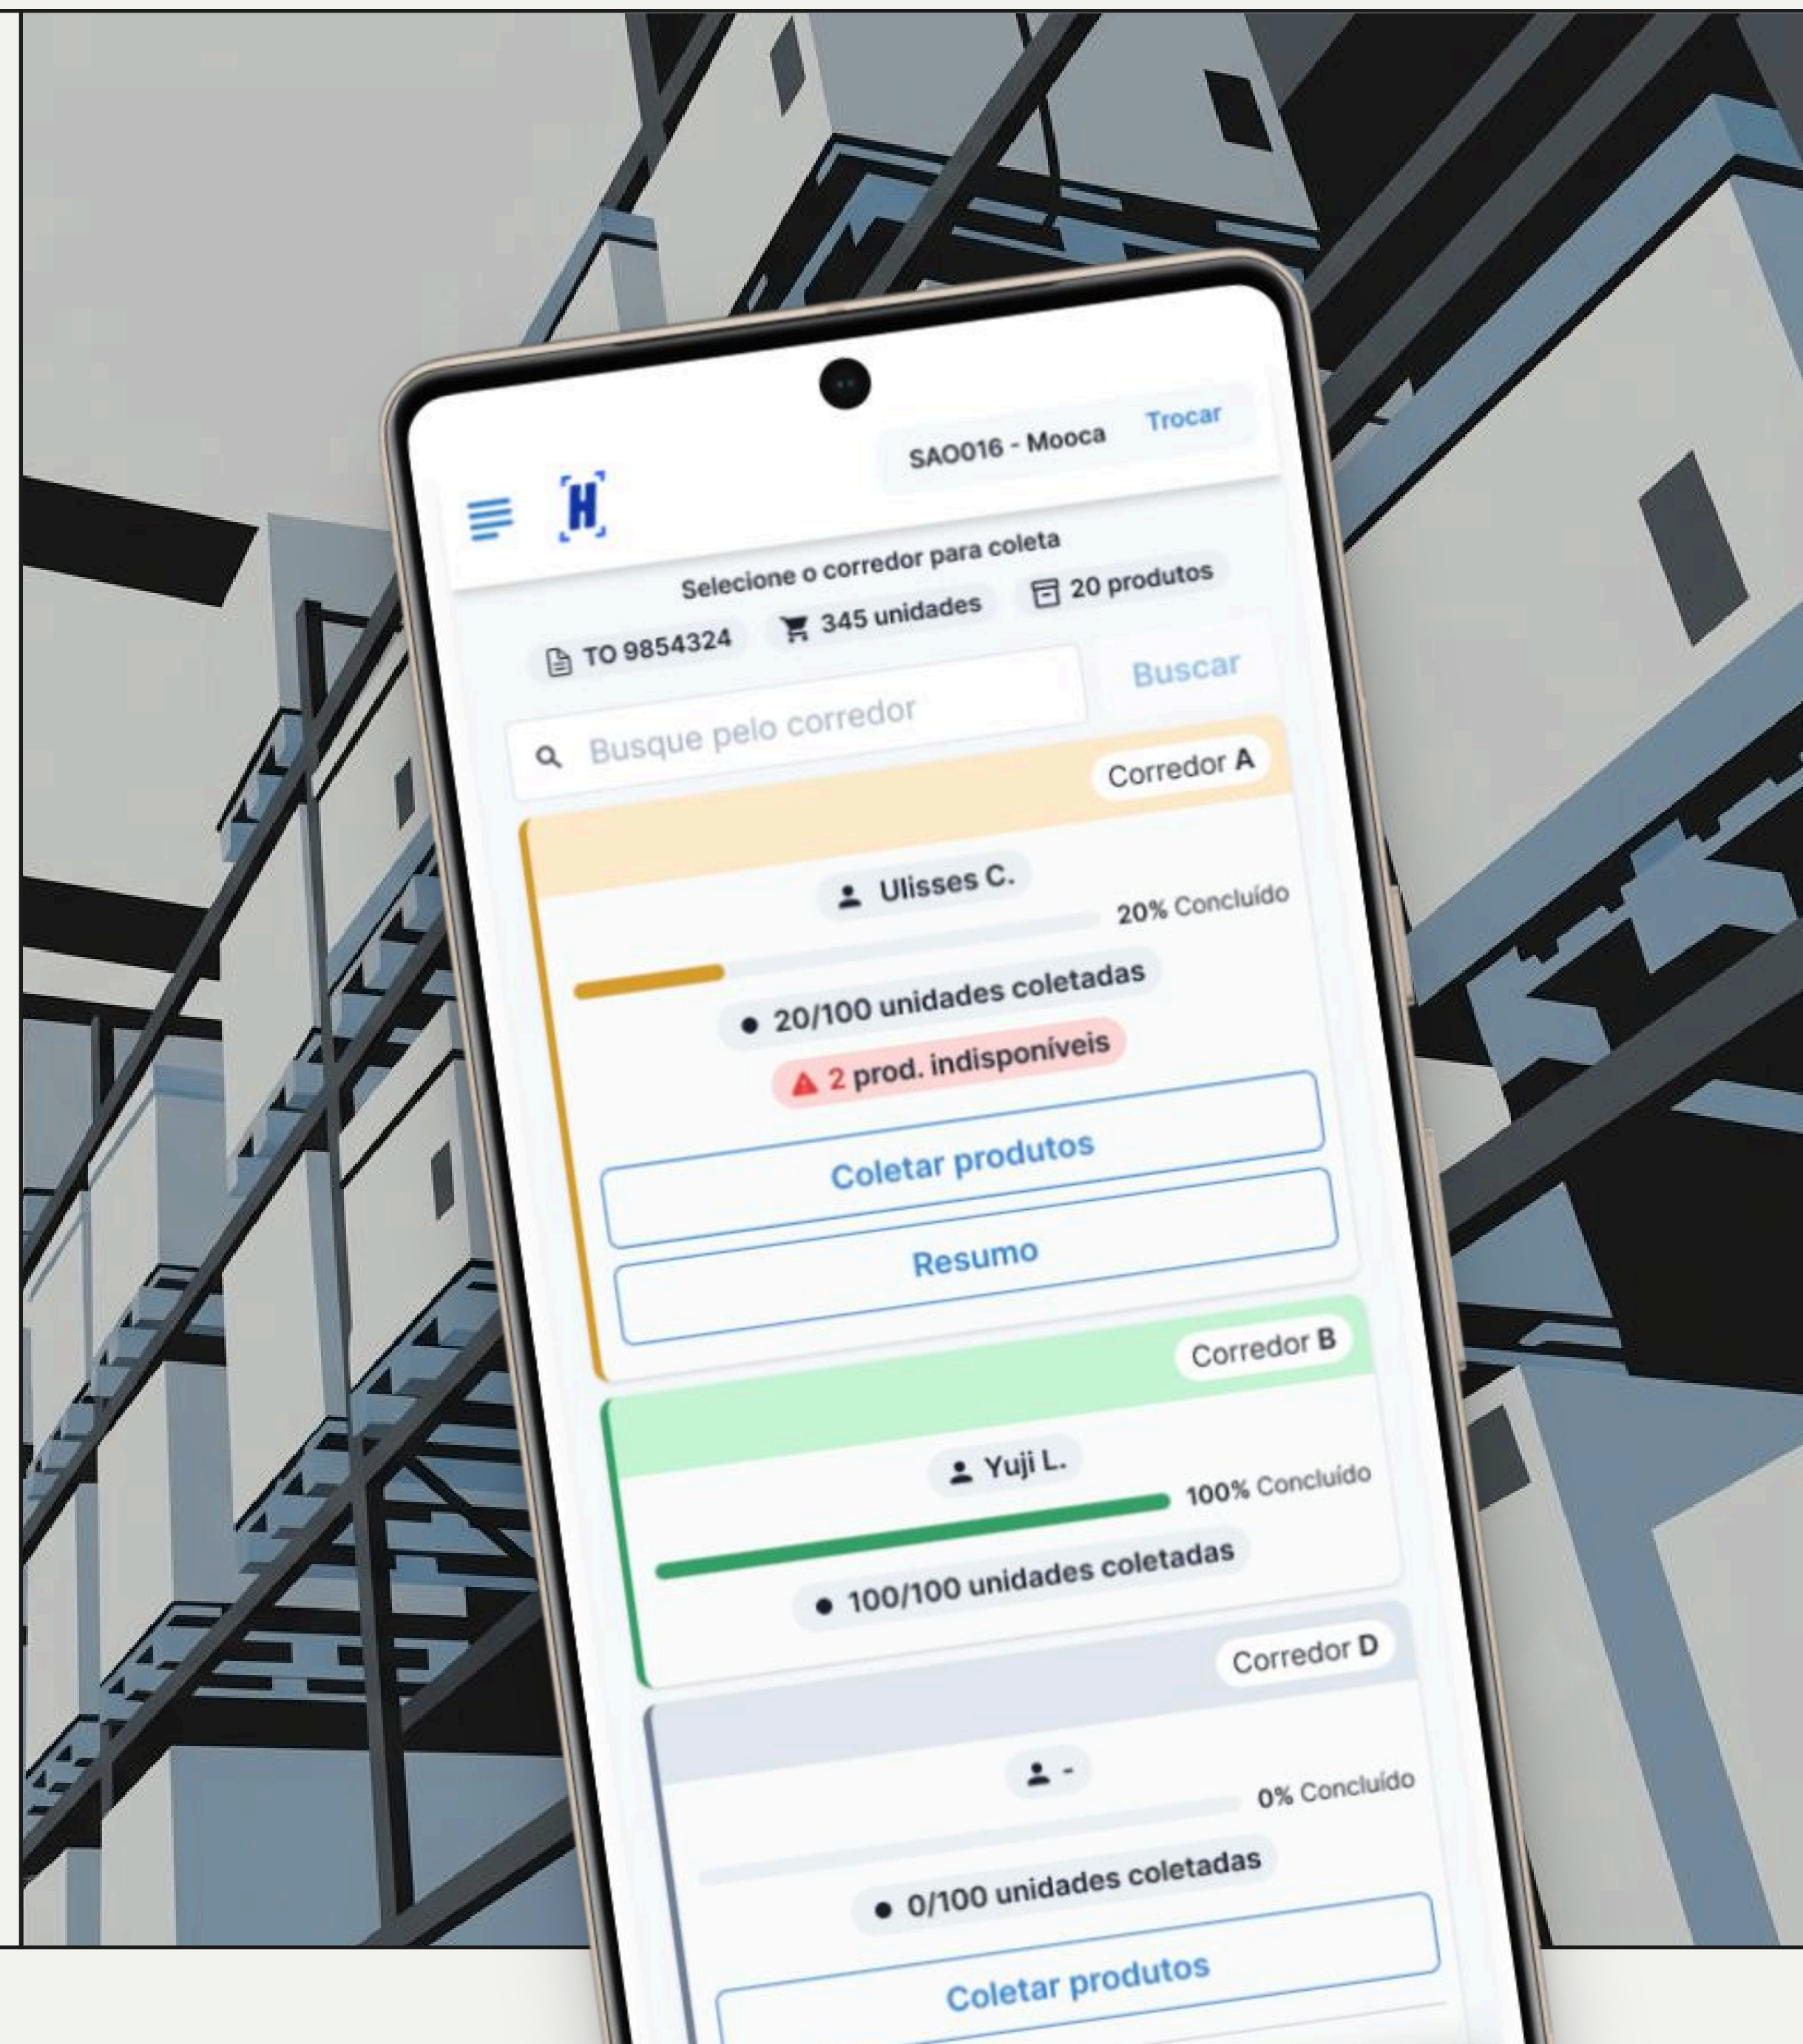 SAO016 - Mooca Trocar
H
Selecione o corredor para coleta
TO 9854324 345 unidades 20 produtos
Busque pelo corredor Buscar
Corredor A
Ulisses C.
20% Concluído
20/100 unidades coletadas
2 prod. indisponíveis
Coletar produtos
Resumo
Corredor B
Yuji L.
100% Concluído
100/100 unidades coletadas
Corredor D
-
0% Concluído
0/100 unidades coletadas
Coletar produtos